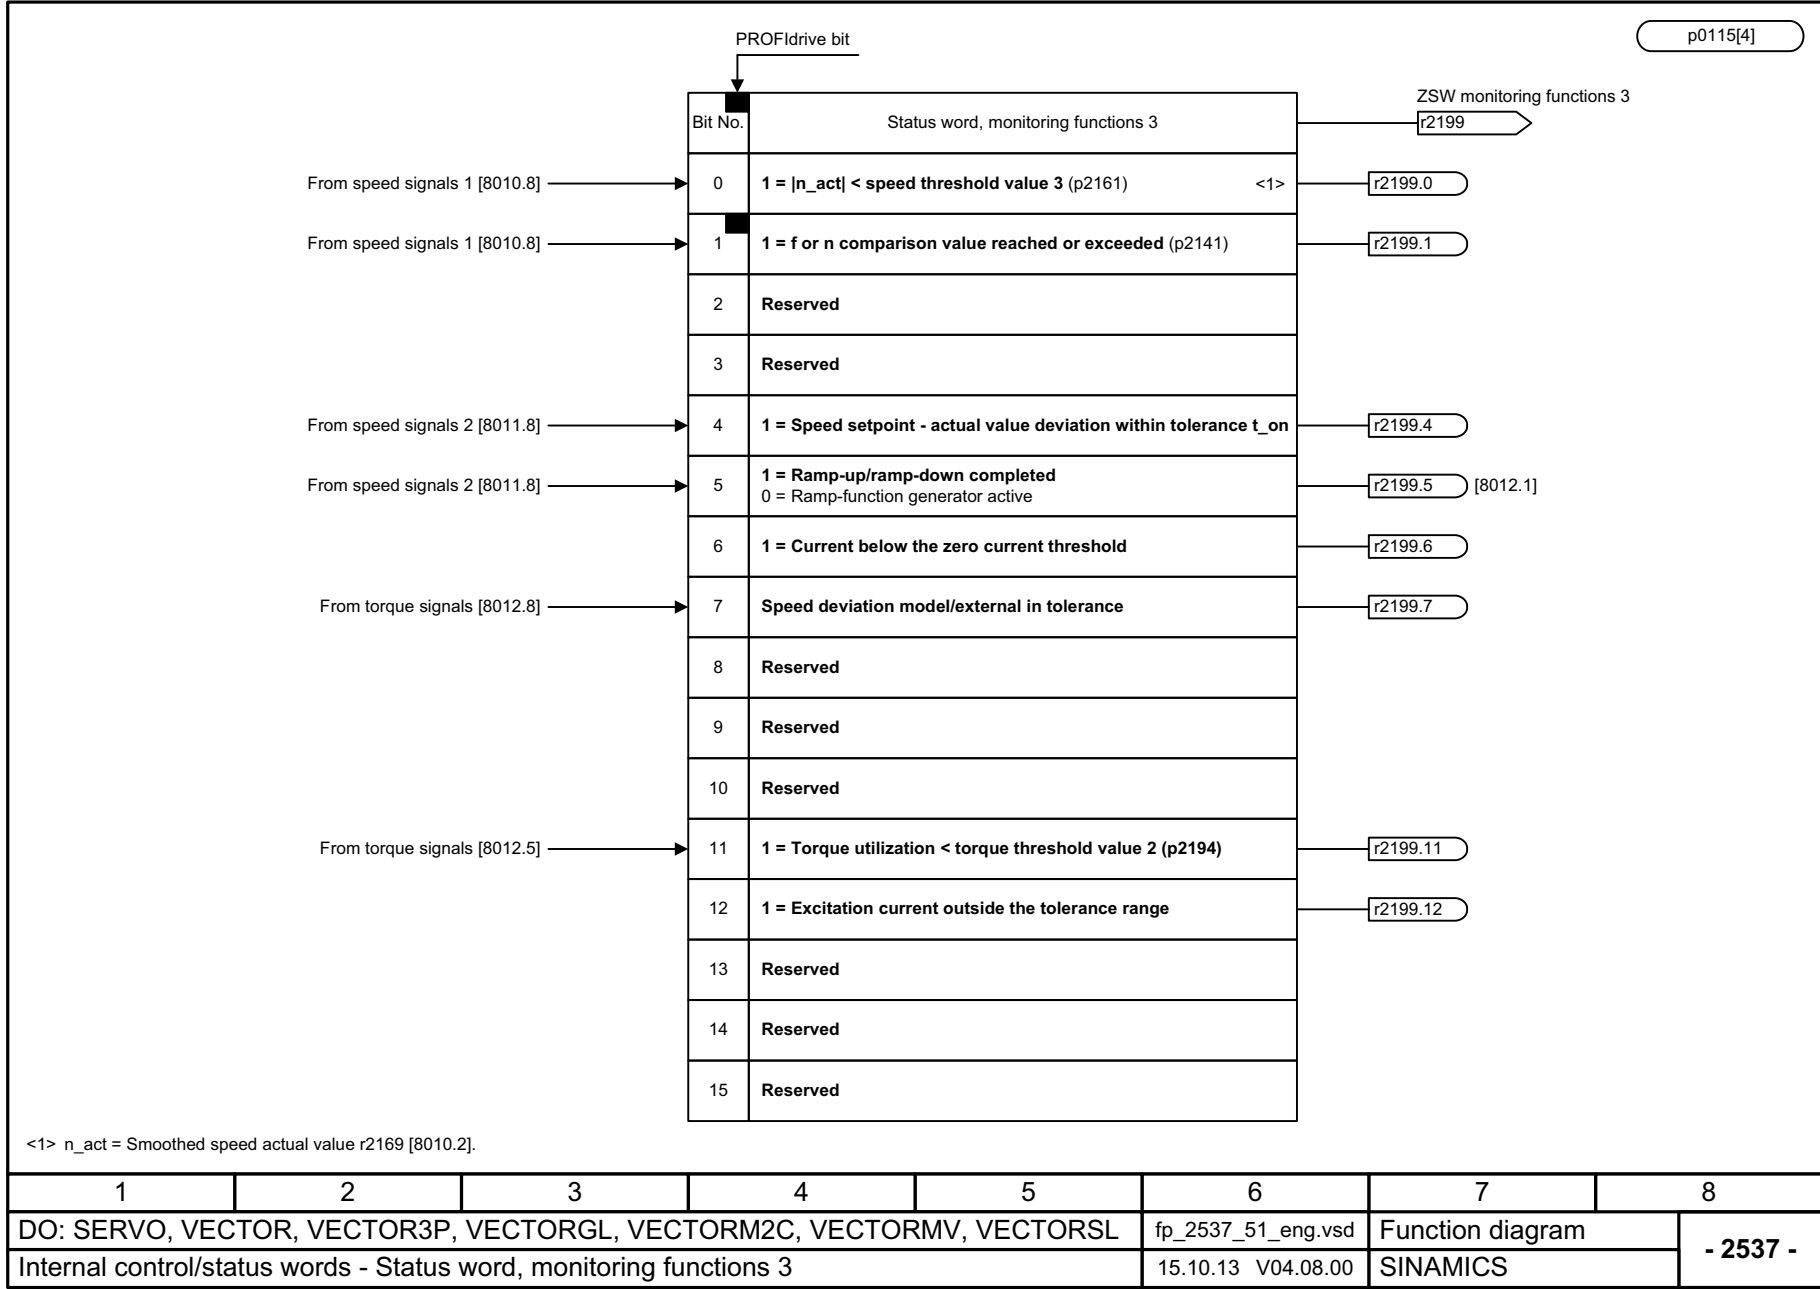 PROFIdrive bit
p0115[4]
ZSW monitoring functions 3
Bit No. Status word, monitoring functions 3 r2199
From speed signals 1 [8010.8] 0 1 = |n_act| < speed threshold value 3 (p2161) <1> r2199.0
From speed signals 1 [8010.8] 1 1 = f or n comparison value reached or exceeded (p2141) r2199.1
2 Reserved
3 Reserved
From speed signals 2 [8011.8] 4 1 = Speed setpoint - actual value deviation within tolerance t_on r2199.4
From speed signals 2 [8011.8] 5 1 = Ramp-up/ramp-down completed
0 = Ramp-function generator active r2199.5 [8012.1]
6 1 = Current below the zero current threshold r2199.6
From torque signals [8012.8] 7 Speed deviation model/external in tolerance r2199.7
8 Reserved
9 Reserved
10 Reserved
From torque signals [8012.5] 11 1 = Torque utilization < torque threshold value 2 (p2194) r2199.11
12 1 = Excitation current outside the tolerance range r2199.12
13 Reserved
14 Reserved
15 Reserved
<1> n_act = Smoothed speed actual value r2169 [8010.2].
1 2 3 4 5 6 7 8
DO: SERVO, VECTOR, VECTOR3P, VECTORGL, VECTORM2C, VECTORMV, VECTORSL fp_2537_51_eng.vsd Function diagram
- 2537 -
Internal control/status words - Status word, monitoring functions 3 15.10.13 V04.08.00 SINAMICS